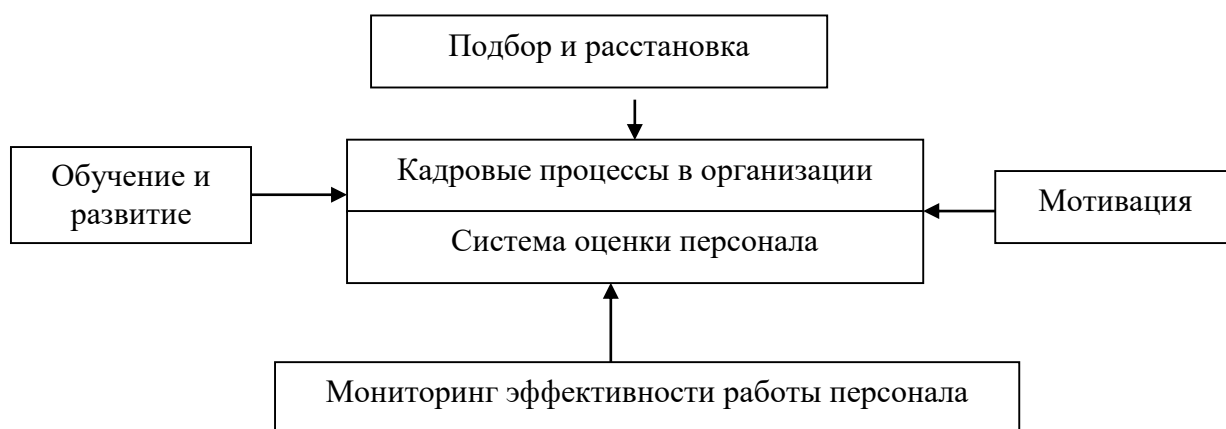 Подбор и расстановка
Кадровые процессы в организации
Обучение и
развитие
Мотивация
Система оценки персонала
Мониторинг эффективности работы персонала